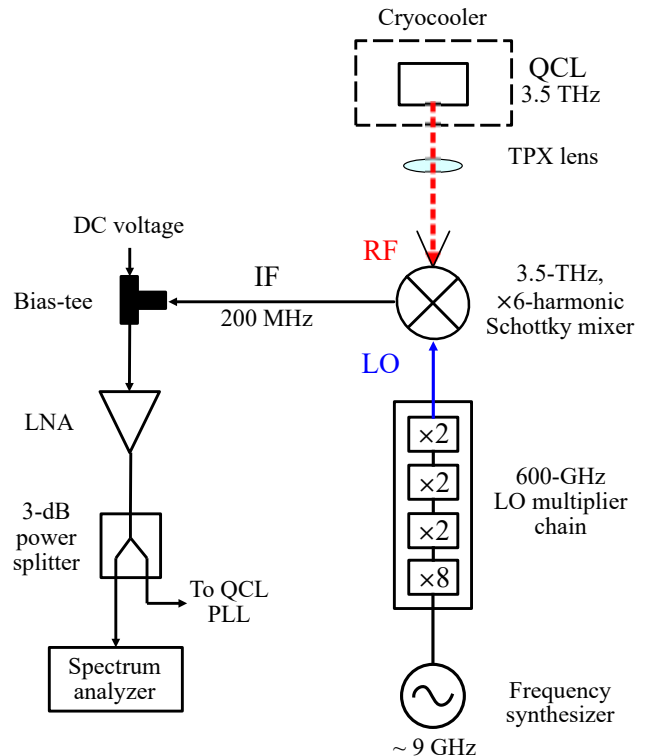 Cryocooler
QCL
3.5 THz
TPX lens
DC voltage
RF
Bias-tee
IF
200 MHz
3.5-THz,
×6-harmonic
Schottky mixer
LO
LNA
×2
×2
×2
×8
600-GHz
LO multiplier
chain
3-dB
power
splitter
To QCL
PLL
Spectrum
analyzer
Frequency
synthesizer
~ 9 GHz